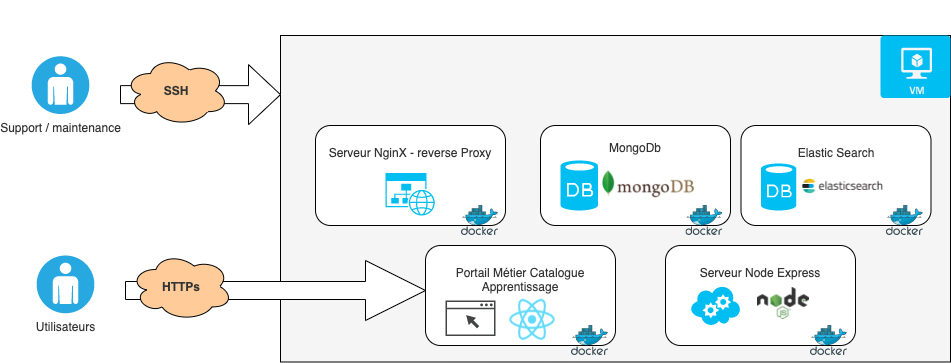 VM
Support / maintenance
SSH
Serveur NginX - reverse Proxy
docker
MongoDb
DB
mongoDB
docker
Elastic Search
DB
elasticsearch
docker
Utilisateurs
HTTPs
Portail Métier Catalogue
Apprentissage
docker
Serveur Node Express
node
JS
docker